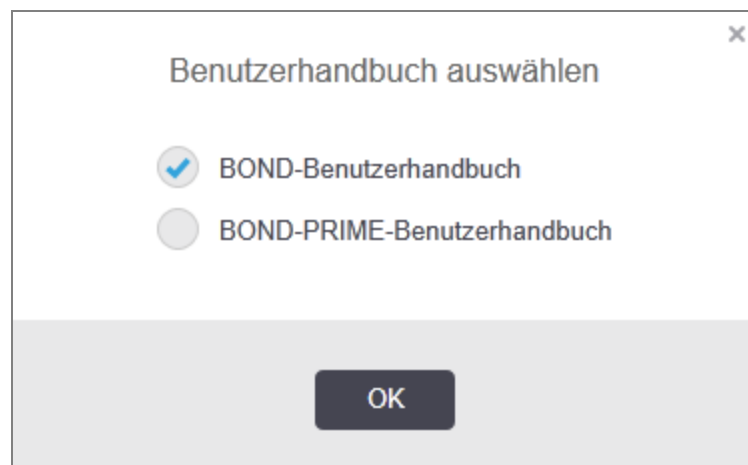 Benutzerhandbuch auswählen
BOND-Benutzerhandbuch
BOND-PRIME-Benutzerhandbuch
OK